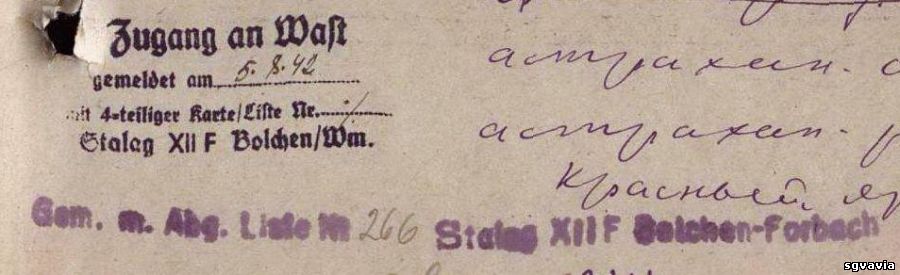 Zugang an Wast
gemeldet am 5.8.42
mit 4=teiliger Karte/Liste Nr. /
Stalag XII F Bolchen/Wm.
астрахан.
астрахан.
Красный яр
Gem. m. Abg. Liste Nr 266 Stalag XII F Bolchen-Forbach
sgvavia